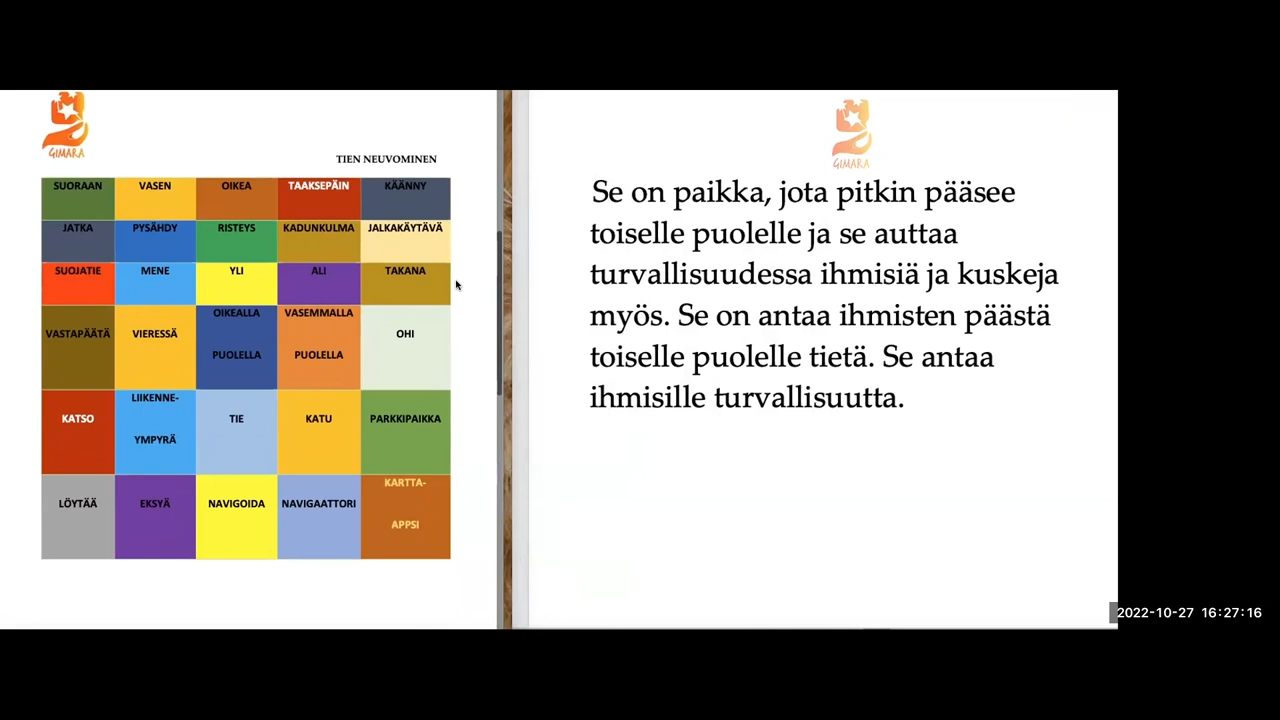 GIMARA
TIEN NEUVOMINEN
SUORAAN VASEN OIKEA TAAKSEPÄIN KÄÄNNY
JATKA PYSÄHDY RISTEYS KADUNKULMA JALKAKÄYTÄVÄ
SUOJATIE MENE YLI ALI TAKANA
VASTAPÄÄTÄ VIERESSÄ OIKEALLA PUOLELLA VASEMMALLA PUOLELLA OHI
KATSO LIIKENNE-YMPYRÄ TIE KATU PARKKIPAIKKA
LÖYTÄÄ EKSYÄ NAVIGOIDA NAVIGAATTORI KARTTA-APPSI
GIMARA
Se on paikka, jota pitkin pääsee
toiselle puolelle ja se auttaa
turvallisuudessa ihmisiä ja kuskeja
myös. Se on antaa ihmisten päästä
toiselle puolelle tietä. Se antaa
ihmisille turvallisuutta.
2022-10-27 16:27:16